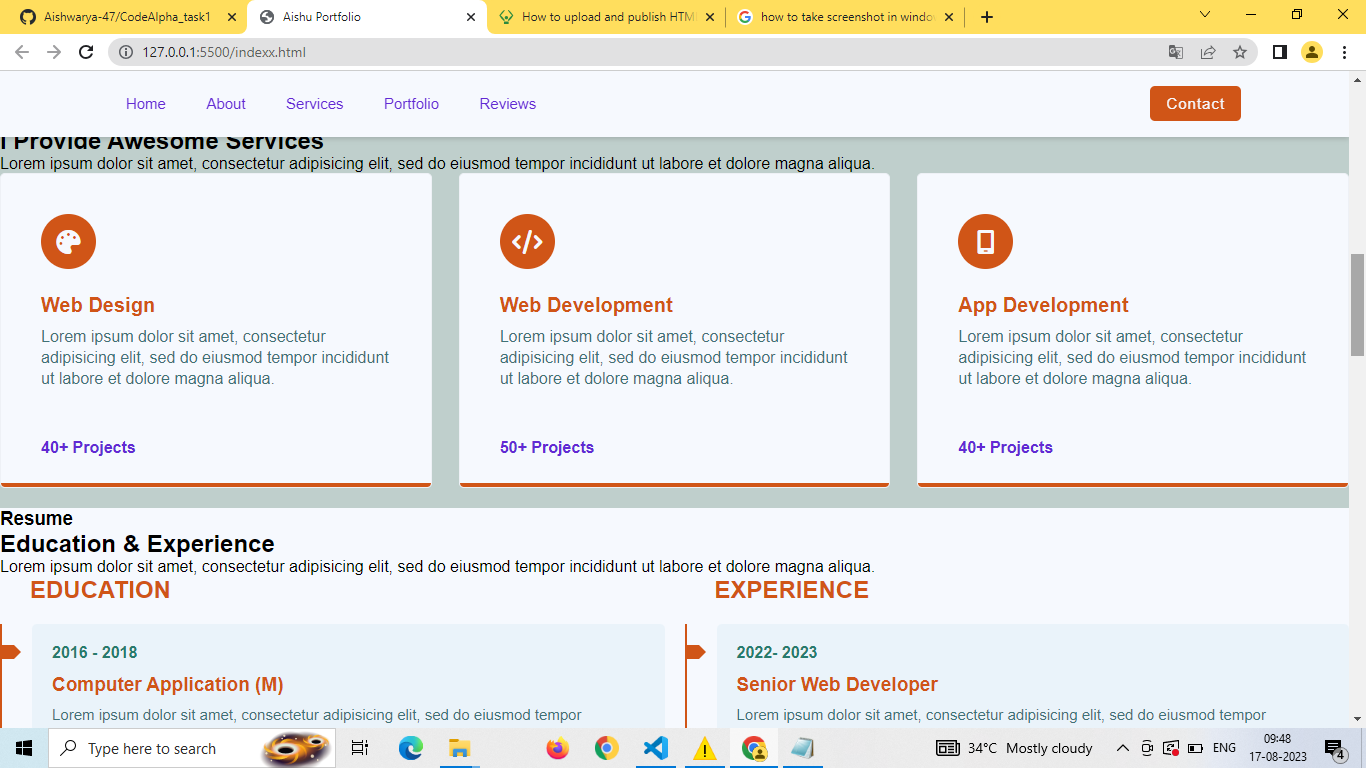 Aishwarya-47/CodeAlpha_task1
Aishu Portfolio
How to upload and publish HTM
how to take screenshot in windo
127.0.0.1:5500/indexx.html
Home About Services Portfolio Reviews Contact
I Provide Awesome Services
Lorem ipsum dolor sit amet, consectetur adipisicing elit, sed do eiusmod tempor incididunt ut labore et dolore magna aliqua.
Web Design
Lorem ipsum dolor sit amet, consectetur
adipisicing elit, sed do eiusmod tempor incididunt
ut labore et dolore magna aliqua.
40+ Projects
Web Development
Lorem ipsum dolor sit amet, consectetur
adipisicing elit, sed do eiusmod tempor incididunt
ut labore et dolore magna aliqua.
50+ Projects
App Development
Lorem ipsum dolor sit amet, consectetur
adipisicing elit, sed do eiusmod tempor incididunt
ut labore et dolore magna aliqua.
40+ Projects
Resume
Education & Experience
Lorem ipsum dolor sit amet, consectetur adipisicing elit, sed do eiusmod tempor incididunt ut labore et dolore magna aliqua.
EDUCATION
2016 - 2018
Computer Application (M)
Lorem ipsum dolor sit amet, consectetur adipisicing elit, sed do eiusmod tempor
EXPERIENCE
2022- 2023
Senior Web Developer
Lorem ipsum dolor sit amet, consectetur adipisicing elit, sed do eiusmod tempor
Type here to search
34°C Mostly cloudy
ENG
09:48
17-08-2023
4